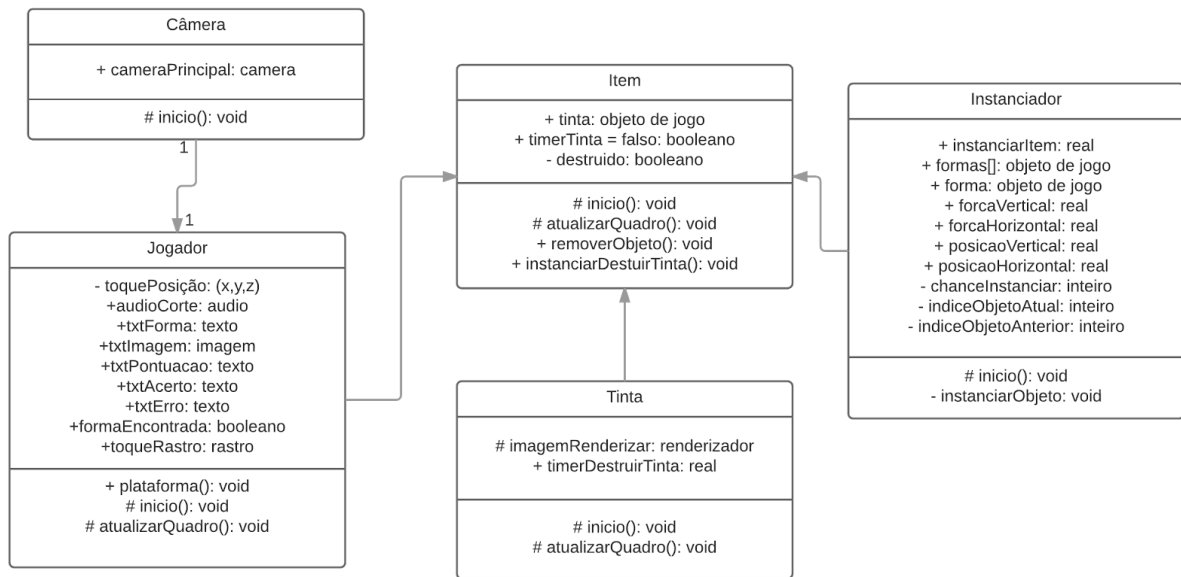 Câmera
+ cameraPrincipal: camera
# inicio(): void
1
1
Jogador
- toquePosição: (x,y,z)
+audioCorte: audio
+txtForma: texto
+txtImagem: imagem
+txtPontuacao: texto
+txtAcerto: texto
+txtErro: texto
+formaEncontrada: booleano
+toqueRastro: rastro
+ plataforma(): void
# inicio(): void
# atualizarQuadro(): void
Item
+ tinta: objeto de jogo
+ timerTinta = falso: booleano
- destruido: booleano
# inicio(): void
# atualizarQuadro(): void
+ removerObjeto(): void
+ instanciarDestuirTinta(): void
Tinta
# imagemRenderizar: renderizador
+ timerDestruirTinta: real
# inicio(): void
# atualizarQuadro(): void
Instanciador
+ instanciarItem: real
+ formas[]: objeto de jogo
+ forma: objeto de jogo
+ forcaVertical: real
+ forcaHorizontal: real
+ posicaoVertical: real
+ posicaoHorizontal: real
- chanceInstanciar: inteiro
- indiceObjetoAtual: inteiro
- indiceObjetoAnterior: inteiro
# inicio(): void
- instanciarObjeto: void